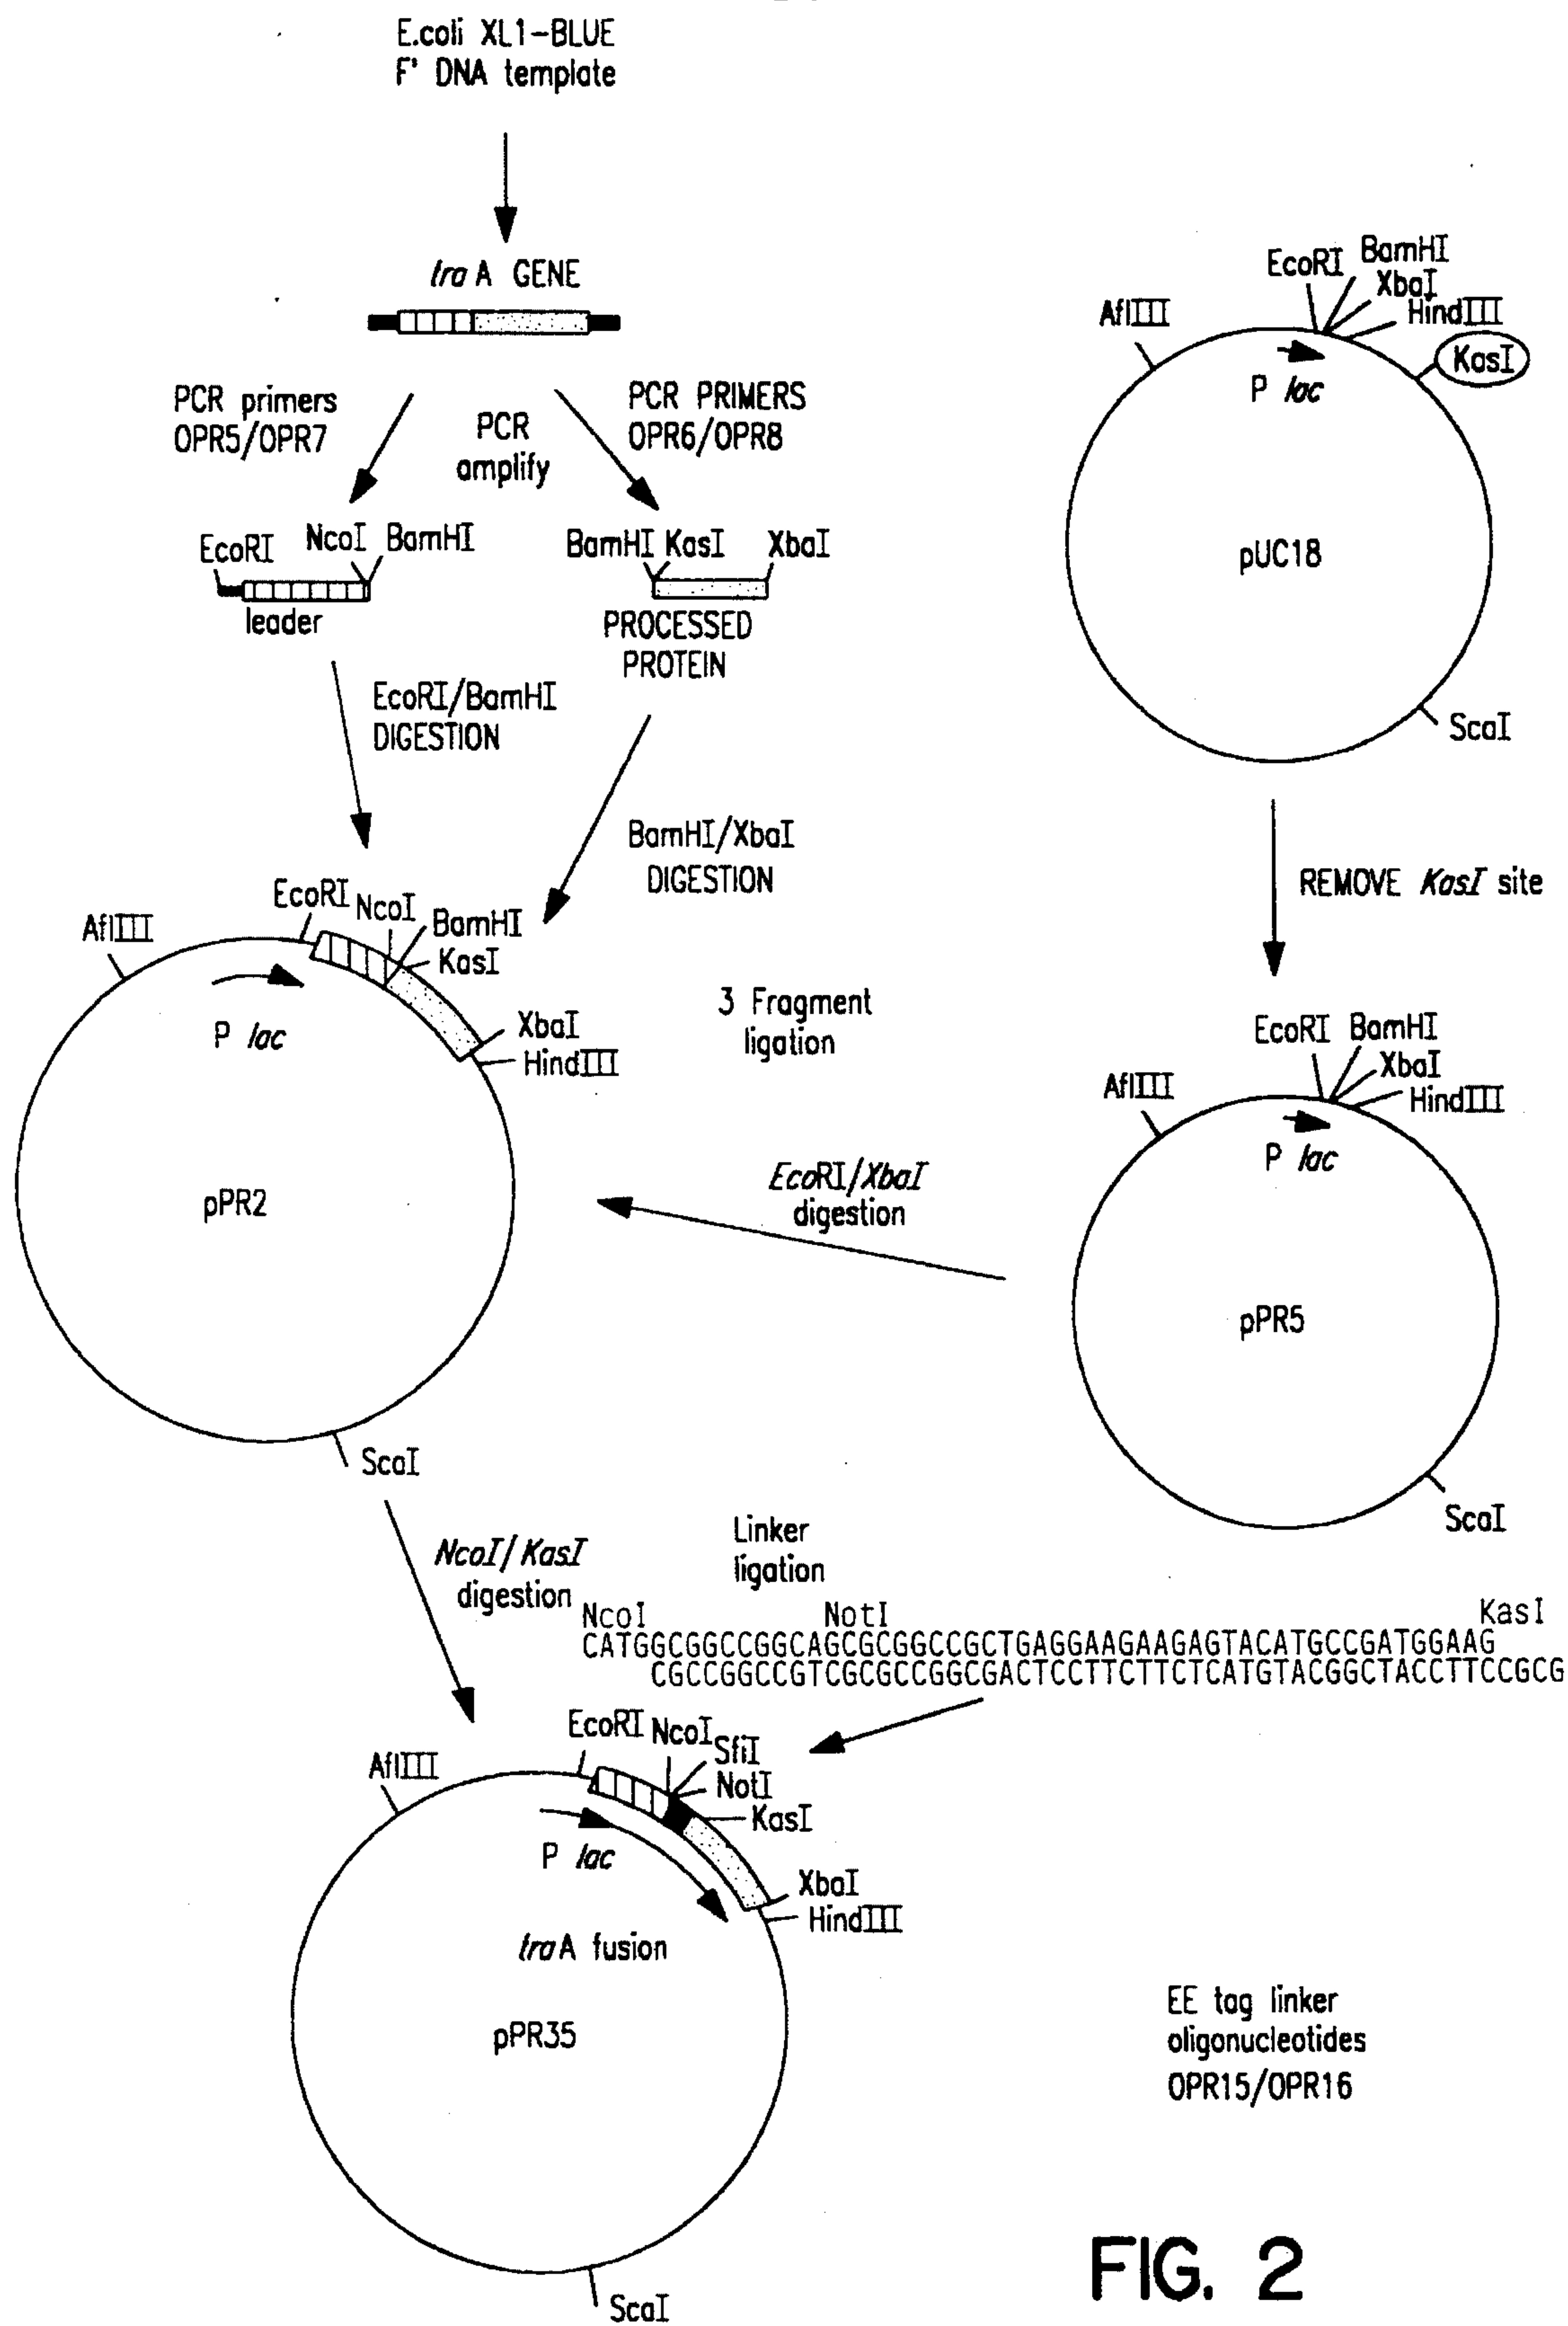 E.coli XL1-BLUE
F' DNA template
tra A GENE
PCR primers
OPR5/OPR7
PCR
amplify
PCR PRIMERS
OPR6/OPR8
EcoRI
NcoI
BamHI
leader
BamHI
KasI
XbaI
PROCESSED
PROTEIN
EcoRI/BamHI
DIGESTION
BamHI/XbaI
DIGESTION
AflIII
EcoRI
BamHI
XbaI
HindIII
KasI
P lac
pUC18
ScaI
REMOVE KasI site
AflIII
EcoRI
NcoI
BamHI
KasI
XbaI
HindIII
P lac
pPR2
ScaI
3 Fragment
ligation
EcoRI/XbaI
digestion
AflIII
EcoRI
BamHI
XbaI
HindIII
P lac
pPR5
ScaI
NcoI/KasI
digestion
Linker
ligation
NcoI
NotI
KasI
CATGGCGGCCGGCAGCGCGGCCGCTGAGGAAGAAGAGTACATGCCGATGGAAG
CGCCGGCCGTCGCGCCGGCGACTCCTTCTTCTCATGTACGGCTACCTTCCGCG
AflIII
EcoRI
NcoI
SfiI
NotI
KasI
XbaI
HindIII
P lac
traA fusion
pPR35
ScaI
EE tag linker
oligonucleotides
OPR15/OPR16
FIG. 2